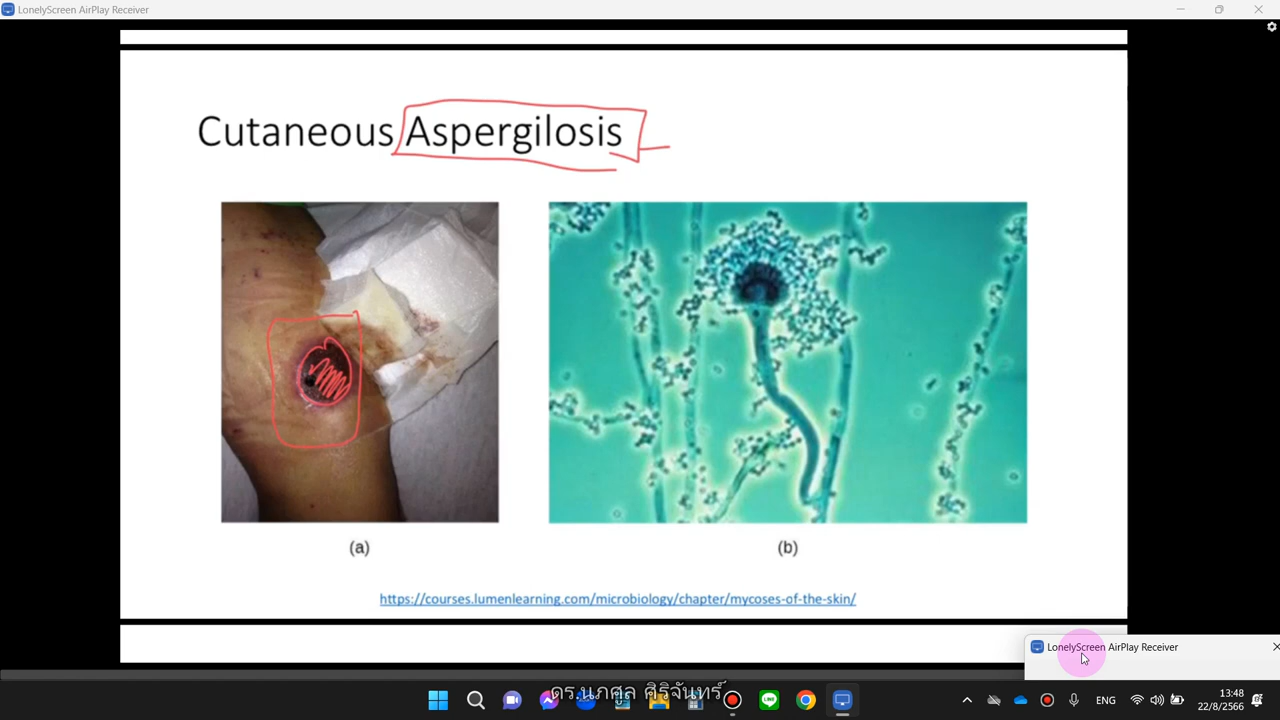 LonelyScreen AirPlay Receiver
Cutaneous Aspergilosis
(a)
(b)
https://courses.lumenlearning.com/microbiology/chapter/mycoses-of-the-skin/
LonelyScreen AirPlay Receiver
ดร.นภศูล ศิริจันทร์
ENG
13:48
22/8/2566